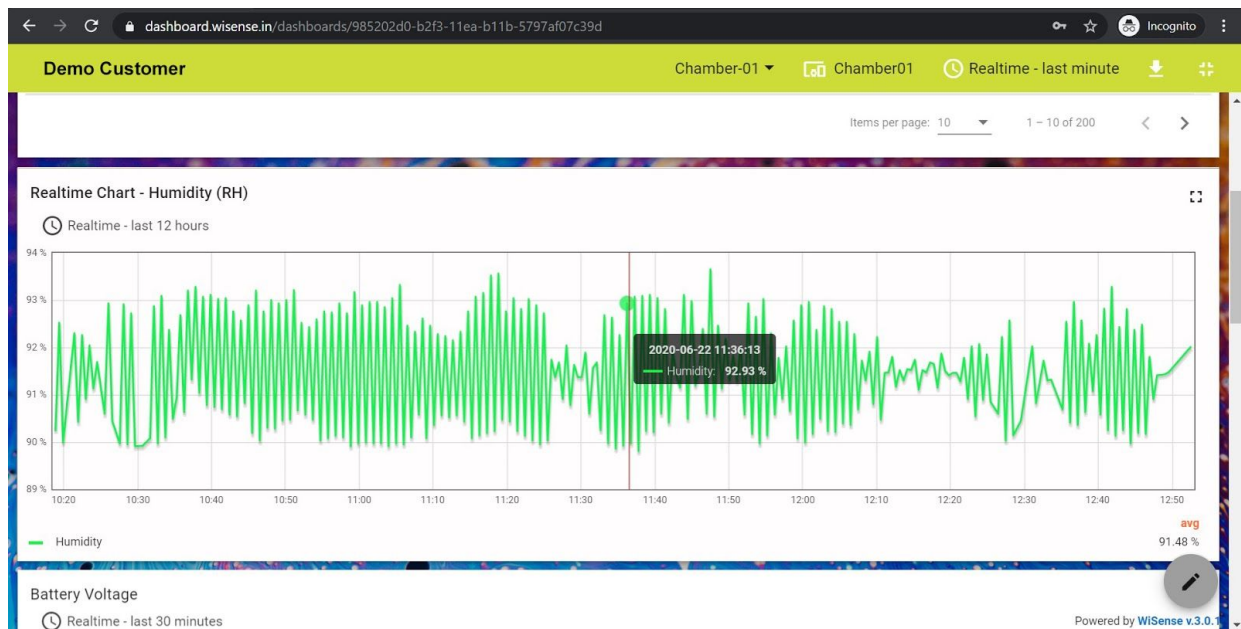 dashboard.wisense.in/dashboards/985202d0-b2f3-11ea-b11b-5797af07c39d Incognito
Demo Customer Chamber-01 Chamber01 Realtime - last minute
Items per page: 10 1 – 10 of 200
Realtime Chart - Humidity (RH)
Realtime - last 12 hours
94 %
93 %
92 %
91 %
90 %
89 %
2020-06-22 11:36:13
Humidity: 92.93 %
10:20 10:30 10:40 10:50 11:00 11:10 11:20 11:30 11:40 11:50 12:00 12:10 12:20 12:30 12:40 12:50
avg
Humidity 91.48 %
Battery Voltage
Realtime - last 30 minutes Powered by WiSense v.3.0.1